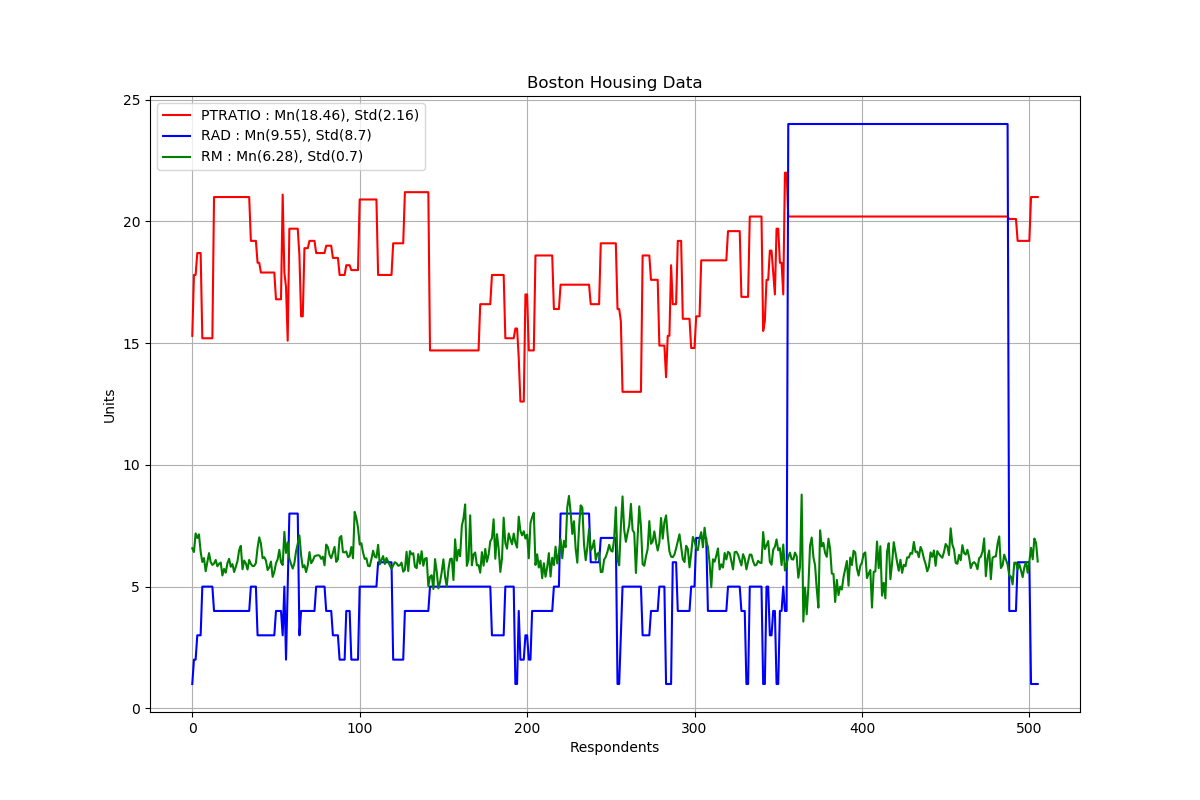 Boston Housing Data
PTRATIO : Mn(18.46), Std(2.16)
RAD : Mn(9.55), Std(8.7)
RM : Mn(6.28), Std(0.7)
25
20
15
10
5
0
Units
0 100 200 300 400 500
Respondents